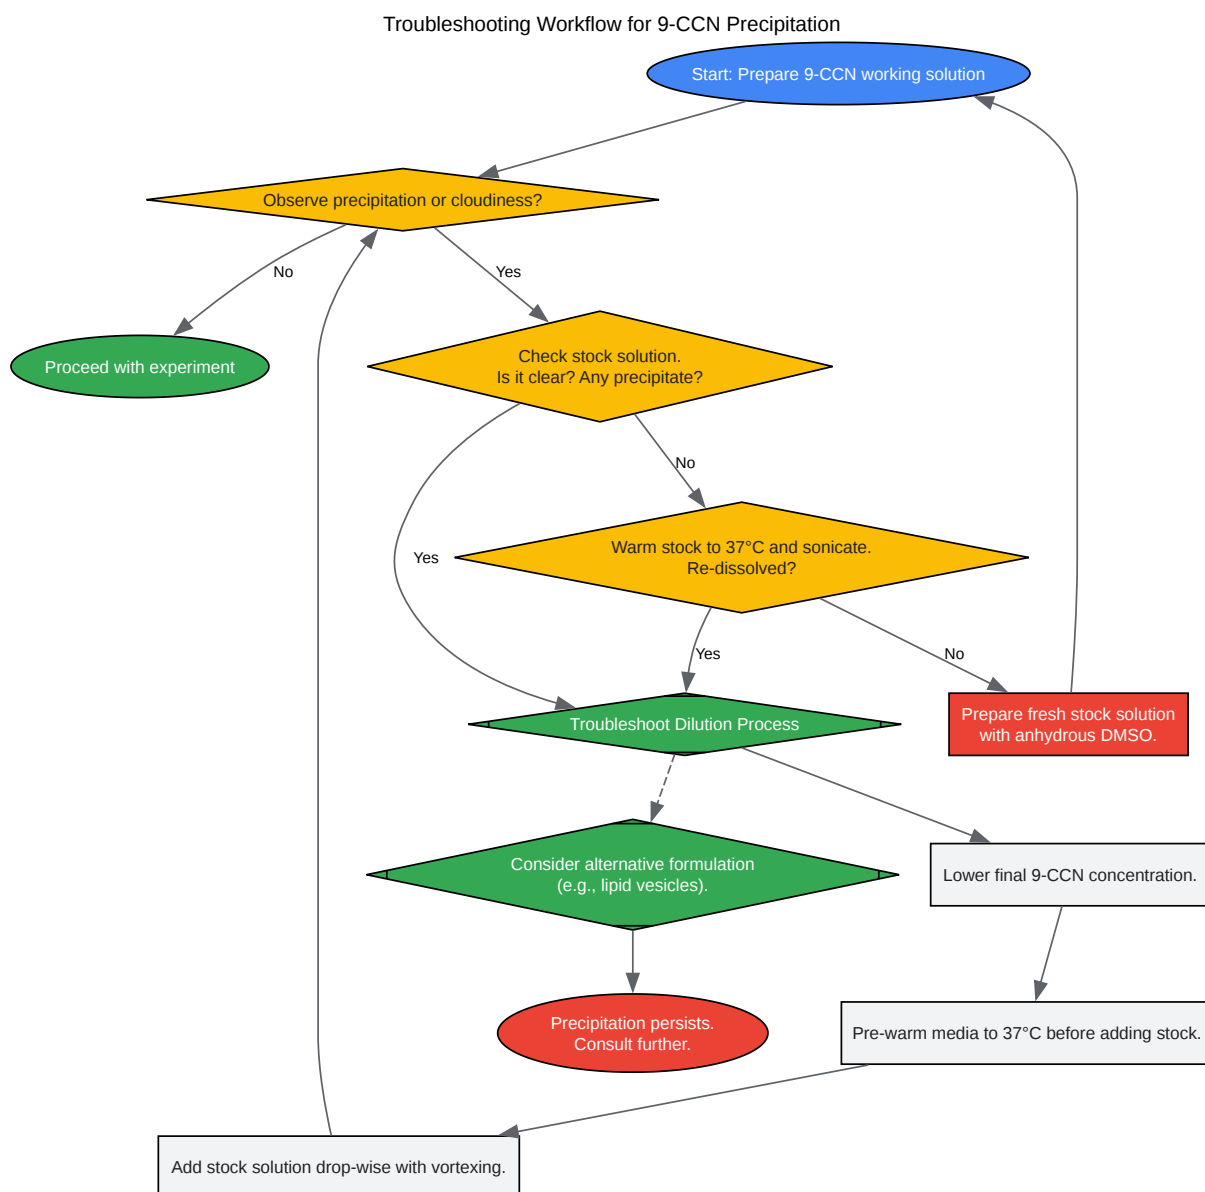 Troubleshooting Workflow for 9-CCN Precipitation
Start: Prepare 9-CCN working solution
Observe precipitation or cloudiness?
No
Yes
Proceed with experiment
Check stock solution.
Is it clear? Any precipitate?
No
Yes
Warm stock to 37°C and sonicate.
Re-dissolved?
Yes
No
Prepare fresh stock solution
with anhydrous DMSO.
Troubleshoot Dilution Process
Consider alternative formulation
(e.g., lipid vesicles).
Lower final 9-CCN concentration.
Precipitation persists.
Consult further.
Pre-warm media to 37°C before adding stock.
Add stock solution drop-wise with vortexing.